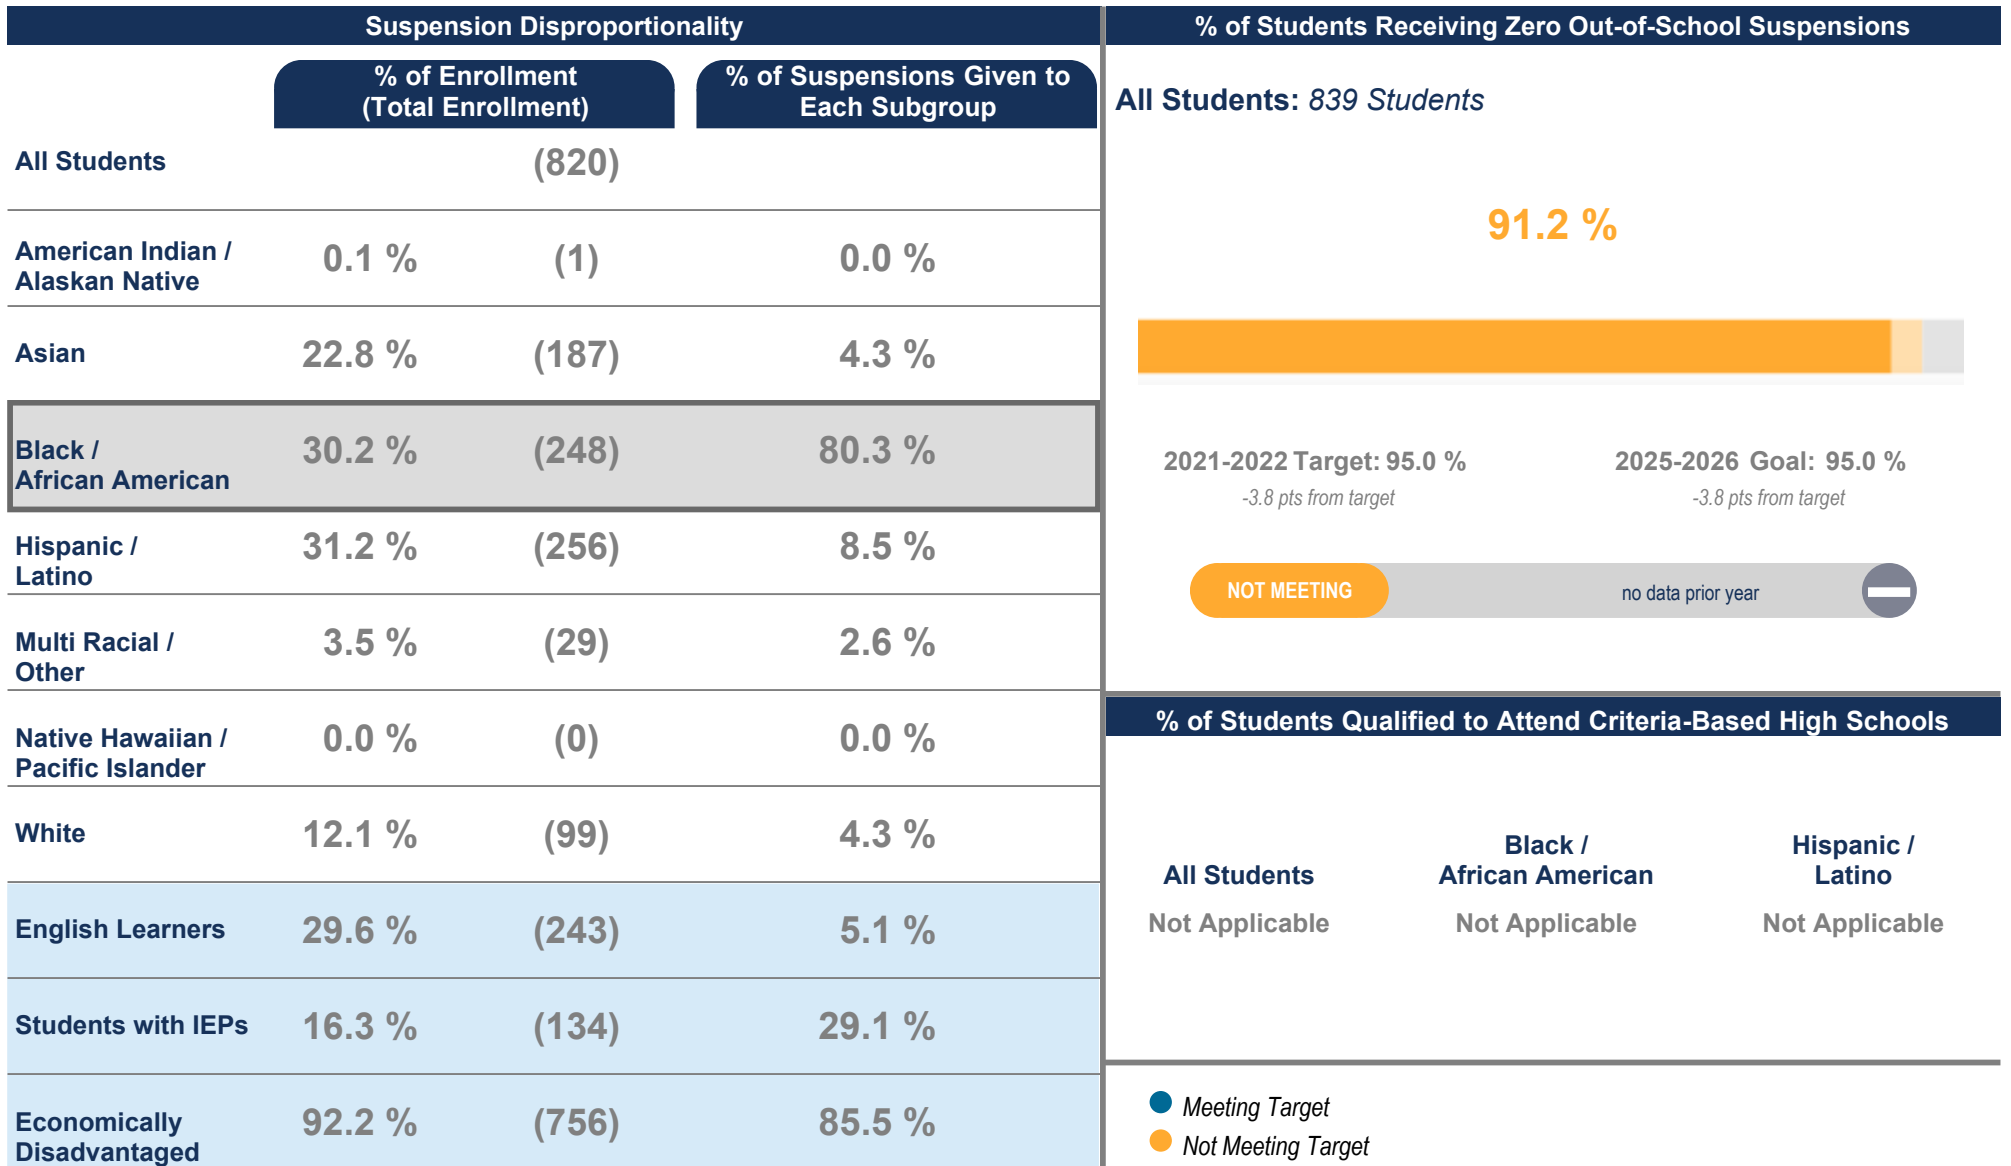 Suspension Disproportionality
% of Enrollment
(Total Enrollment)
% of Suspensions Given to
Each Subgroup
All Students (820)
American Indian /
Alaskan Native
0.1 % (1) 0.0 %
Asian 22.8 % (187) 4.3 %
Black /
African American
30.2 % (248) 80.3 %
Hispanic /
Latino
31.2 % (256) 8.5 %
Multi Racial /
Other
3.5 % (29) 2.6 %
Native Hawaiian /
Pacific Islander
0.0 % (0) 0.0 %
White 12.1 % (99) 4.3 %
English Learners 29.6 % (243) 5.1 %
Students with IEPs 16.3 % (134) 29.1 %
Economically
Disadvantaged
92.2 % (756) 85.5 %
% of Students Receiving Zero Out-of-School Suspensions
All Students: 839 Students
91.2 %
2021-2022 Target: 95.0 %
-3.8 pts from target
2025-2026 Goal: 95.0 %
-3.8 pts from target
NOT MEETING
no data prior year
% of Students Qualified to Attend Criteria-Based High Schools
All Students
Not Applicable
Black /
African American
Not Applicable
Hispanic /
Latino
Not Applicable
Meeting Target
Not Meeting Target